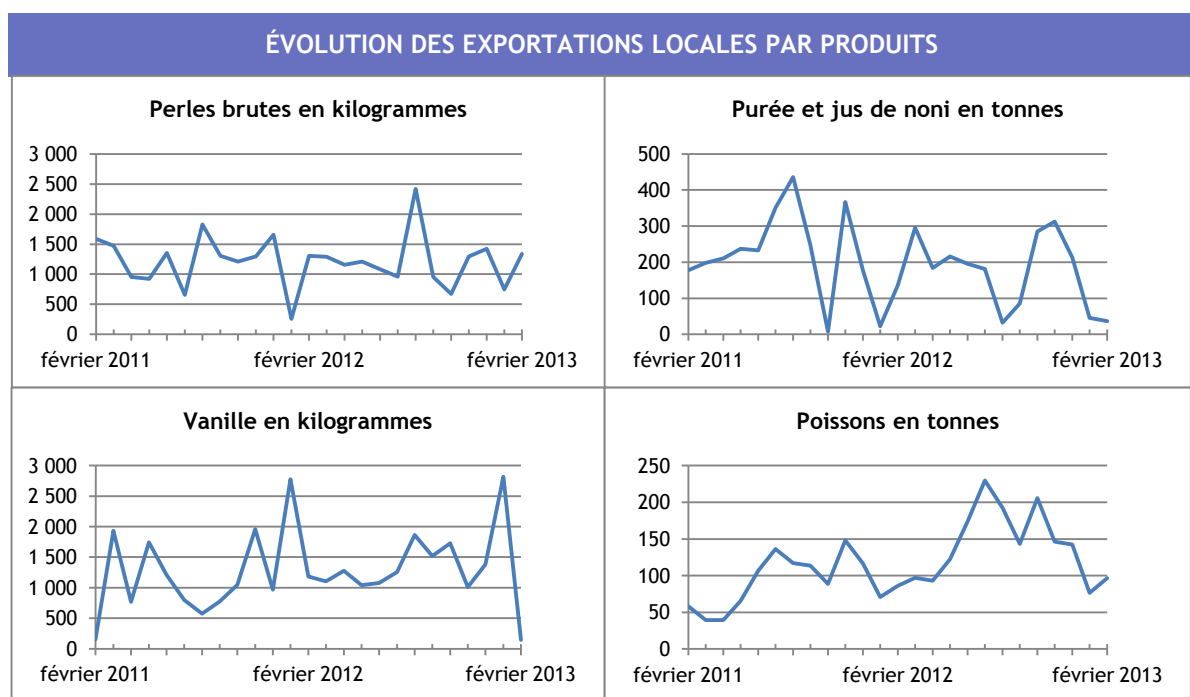 ÉVOLUTION DES EXPORTATIONS LOCALES PAR PRODUITS
Perles brutes en kilogrammes
3 000
2 500
2 000
1 500
1 000
500
0
février 2011 février 2012 février 2013
Purée et jus de noni en tonnes
500
400
300
200
100
0
février 2011 février 2012 février 2013
Vanille en kilogrammes
3 000
2 500
2 000
1 500
1 000
500
0
février 2011 février 2012 février 2013
Poissons en tonnes
250
200
150
100
50
0
février 2011 février 2012 février 2013